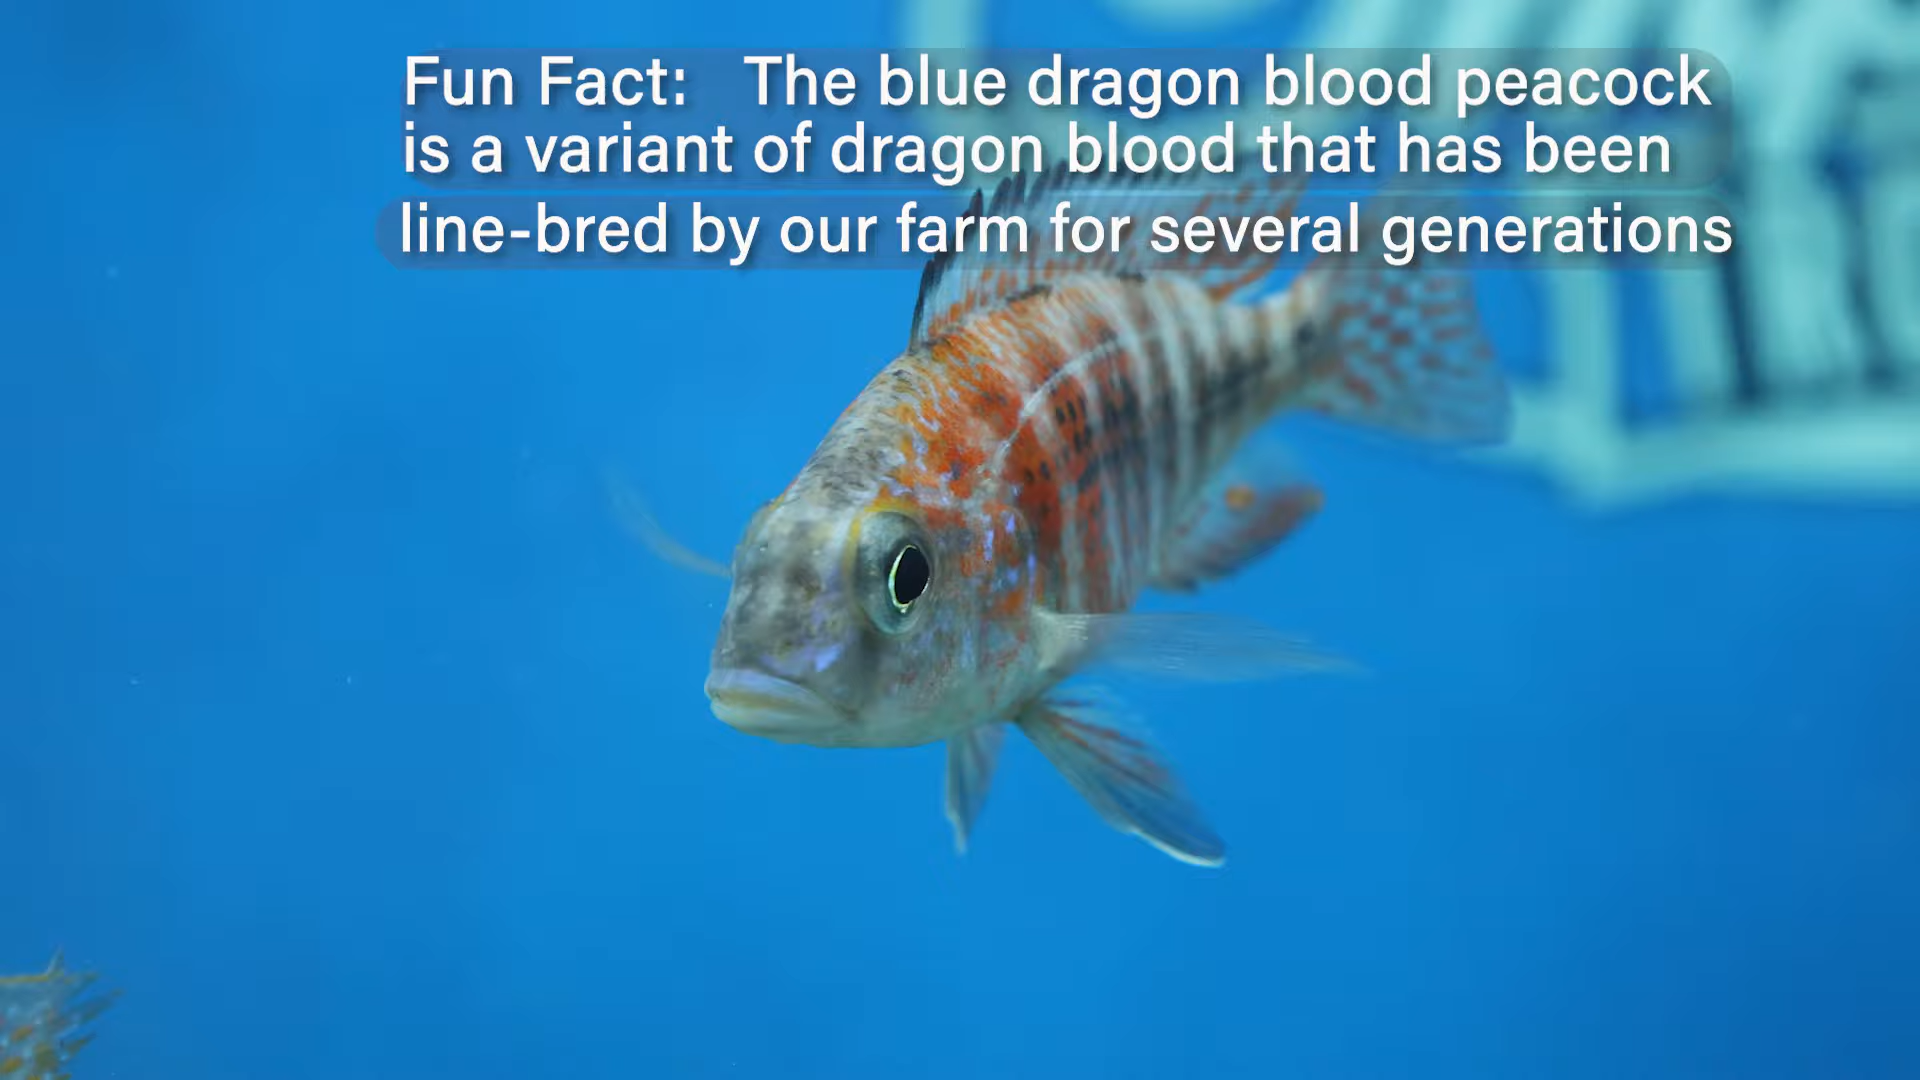 Fun Fact: The blue dragon blood peacock
is a variant of dragon blood that has been
line-bred by our farm for several generations